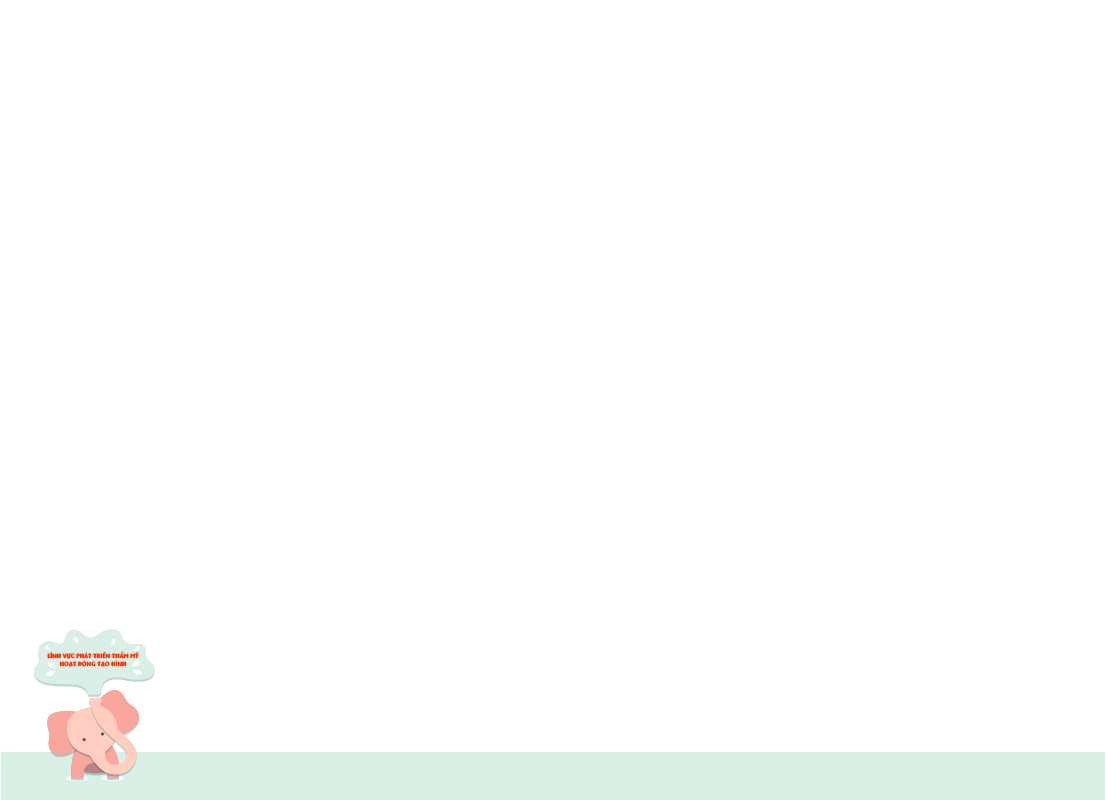 LĨNH VỰC PHÁT TRIỂN THẨM MỸ
HOẠT ĐỘNG TẠO HÌNH